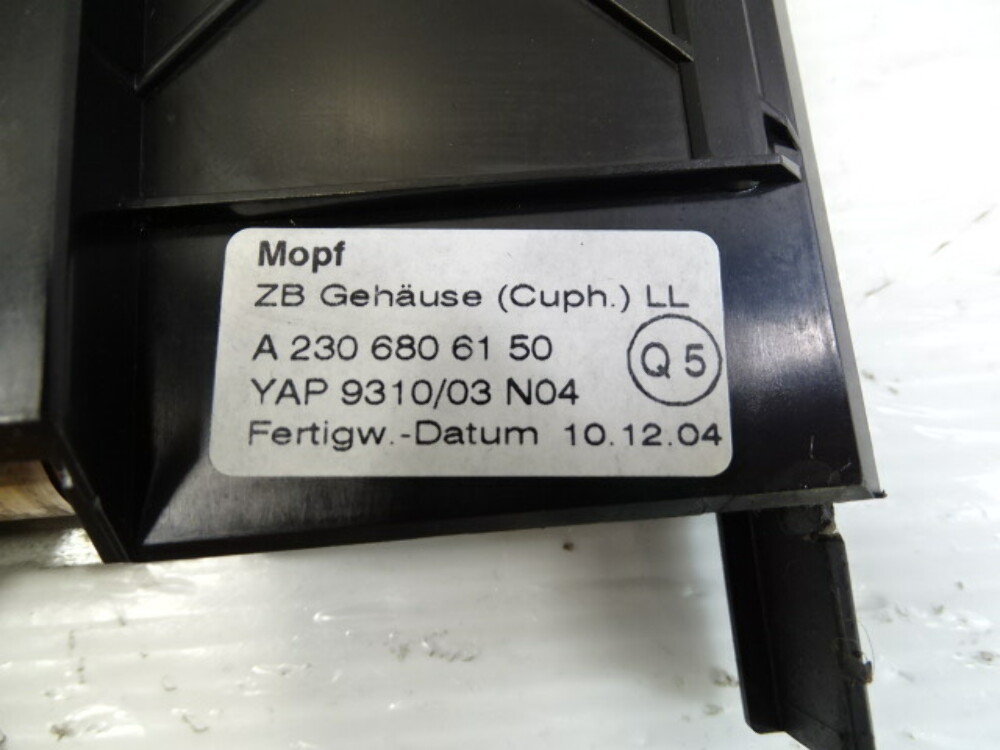 Mopf
ZB Gehäuse (Cuph.) LL
A 230 680 61 50
Q 5
YAP 9310/03 N04
Fertigw.-Datum 10.12.04